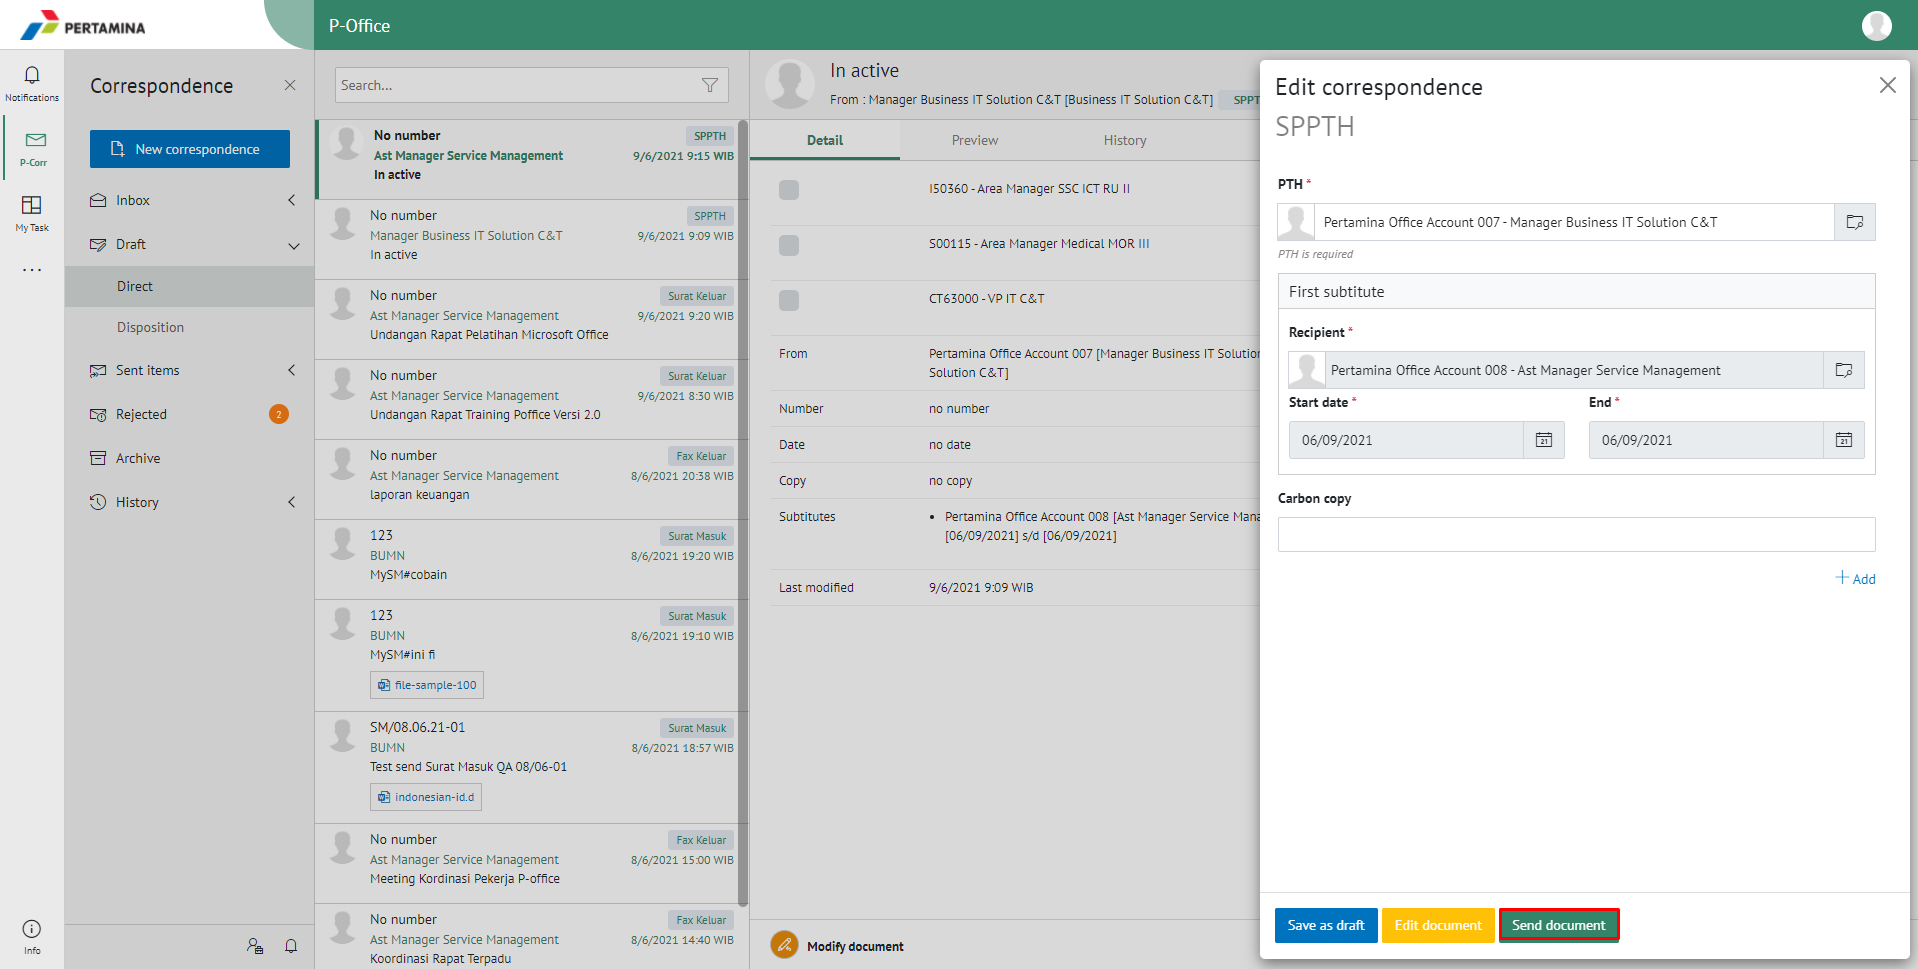 PERTAMINA
P-Office
Notifications
P-Corr
My Task
...
Info
Correspondence
New correspondence
Inbox
Draft
Direct
Disposition
Sent items
Rejected
2
Archive
History
Search...
No number
SPPTH
Ast Manager Service Management
9/6/2021 9:15 WIB
In active
No number
SPPTH
Manager Business IT Solution C&T
9/6/2021 9:09 WIB
In active
No number
Surat Keluar
Ast Manager Service Management
9/6/2021 9:20 WIB
Undangan Rapat Pelatihan Microsoft Office
No number
Surat Keluar
Ast Manager Service Management
9/6/2021 8:30 WIB
Undangan Rapat Training Poffice Versi 2.0
No number
Fax Keluar
Ast Manager Service Management
8/6/2021 20:38 WIB
laporan keuangan
123
Surat Masuk
BUMN
8/6/2021 19:20 WIB
MySM#cobain
123
Surat Masuk
BUMN
8/6/2021 19:10 WIB
MySM#ini fi
file-sample-100
SM/08.06.21-01
Surat Masuk
BUMN
8/6/2021 18:57 WIB
Test send Surat Masuk QA 08/06-01
indonesian-id.d
No number
Fax Keluar
Ast Manager Service Management
8/6/2021 15:00 WIB
Meeting Kordinasi Pekerja P-office
No number
Fax Keluar
Ast Manager Service Management
8/6/2021 14:40 WIB
Koordinasi Rapat Terpadu
In active
From : Manager Business IT Solution C&T [Business IT Solution C&T]
SPPT
Detail
Preview
History
I50360 - Area Manager SSC ICT RU II
S00115 - Area Manager Medical MOR III
CT63000 - VP IT C&T
From
Pertamina Office Account 007 [Manager Business IT Solution
Solution C&T]
Number
no number
Date
no date
Copy
no copy
Subtitutes
• Pertamina Office Account 008 [Ast Manager Service Mana
[06/09/2021] s/d [06/09/2021]
Last modified
9/6/2021 9:09 WIB
Modify document
Edit correspondence
SPPTH
PTH *
Pertamina Office Account 007 - Manager Business IT Solution C&T
PTH is required
First subtitute
Recipient *
Pertamina Office Account 008 - Ast Manager Service Management
Start date *
End *
06/09/2021
21
06/09/2021
21
Carbon copy
+ Add
Save as draft
Edit document
Send document